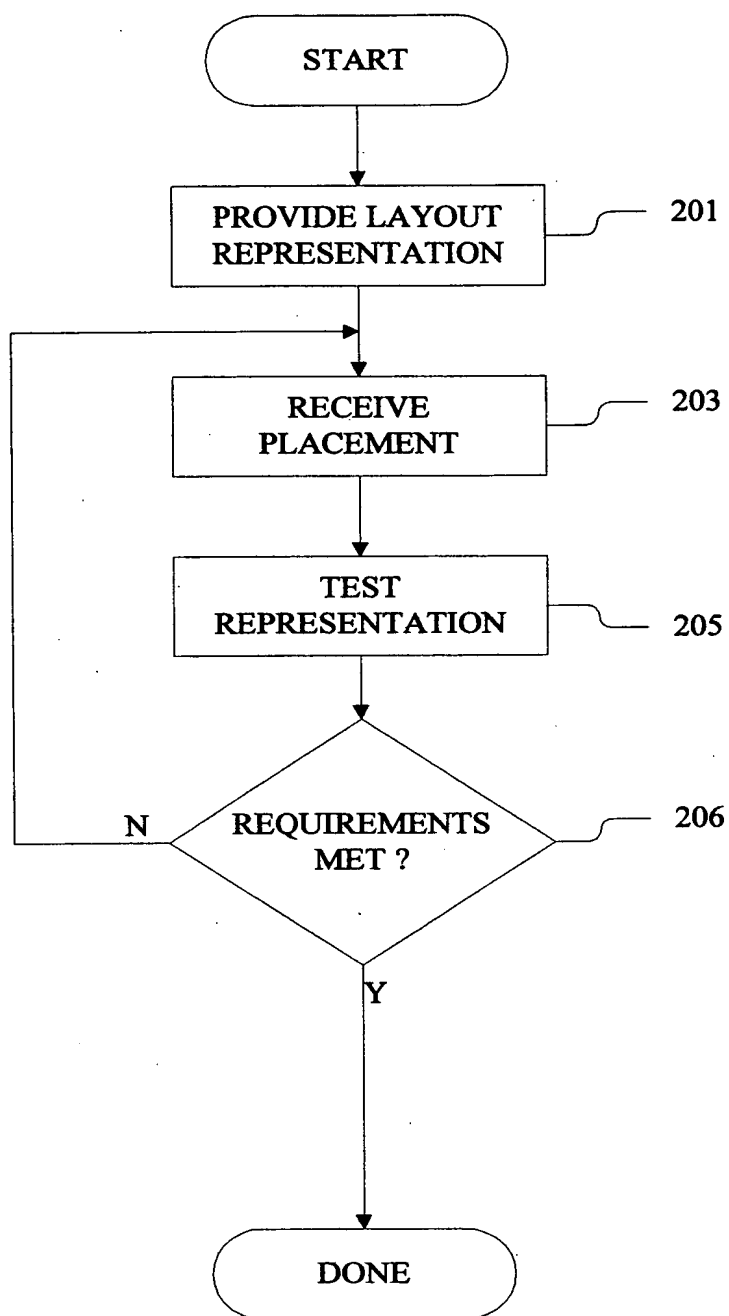 START
PROVIDE LAYOUT
REPRESENTATION
201
RECEIVE
PLACEMENT
203
TEST
REPRESENTATION
205
N
REQUIREMENTS
MET ?
206
Y
DONE